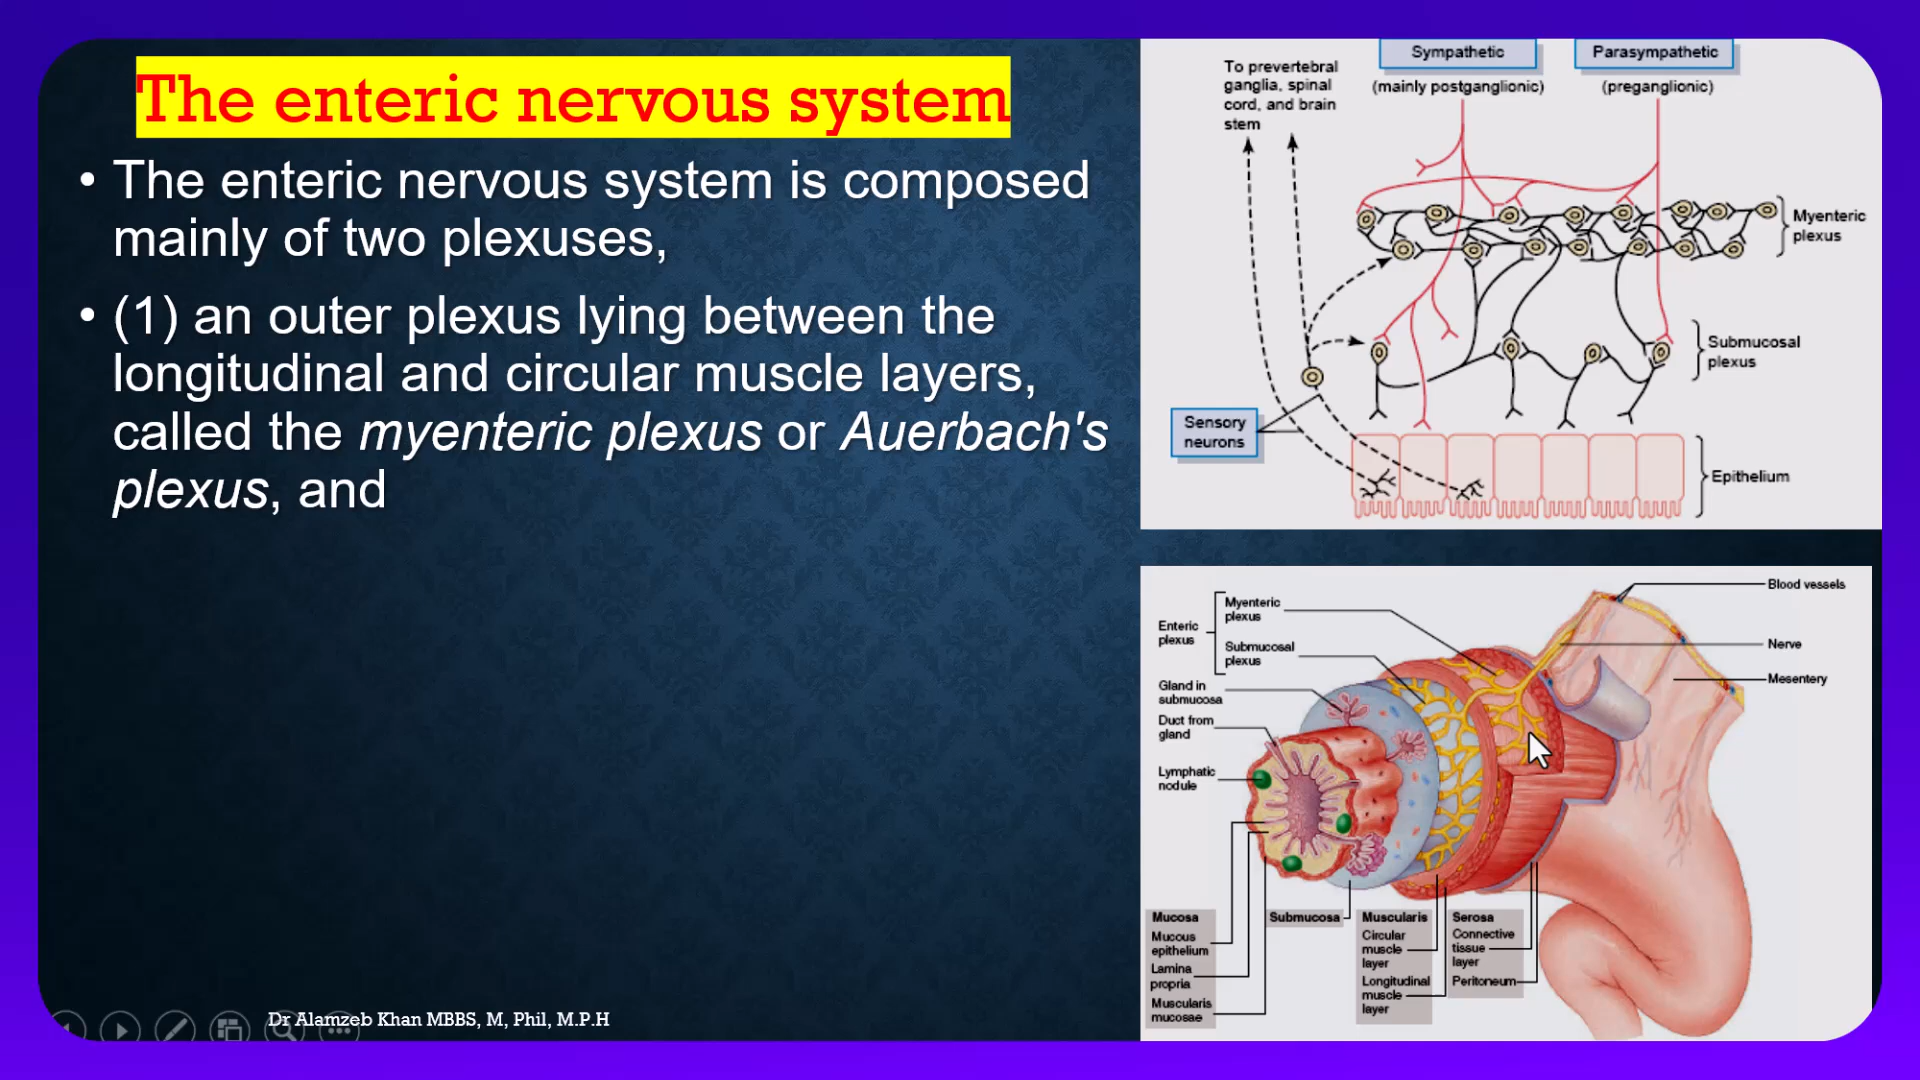 The enteric nervous system
• The enteric nervous system is composed
mainly of two plexuses,
• (1) an outer plexus lying between the
longitudinal and circular muscle layers,
called the myenteric plexus or Auerbach's
plexus, and
Dr Alamzeb Khan MBBS, M, Phil, M.P.H
To prevertebral
ganglia, spinal
cord, and brain
stem
Sympathetic
(mainly postganglionic)
Parasympathetic
(preganglionic)
Myenteric
plexus
Submucosal
plexus
Sensory
neurons
Epithelium
Enteric
plexus
Myenteric
plexus
Submucosal
plexus
Gland in
submucosa
Duct from
gland
Lymphatic
nodule
Blood vessels
Nerve
Mesentery
Mucosa
Mucous
epithelium
Lamina
propria
Muscularis
mucosae
Submucosa
Muscularis
Circular
muscle
layer
Longitudinal
muscle
layer
Serosa
Connective
tissue
layer
Peritoneum